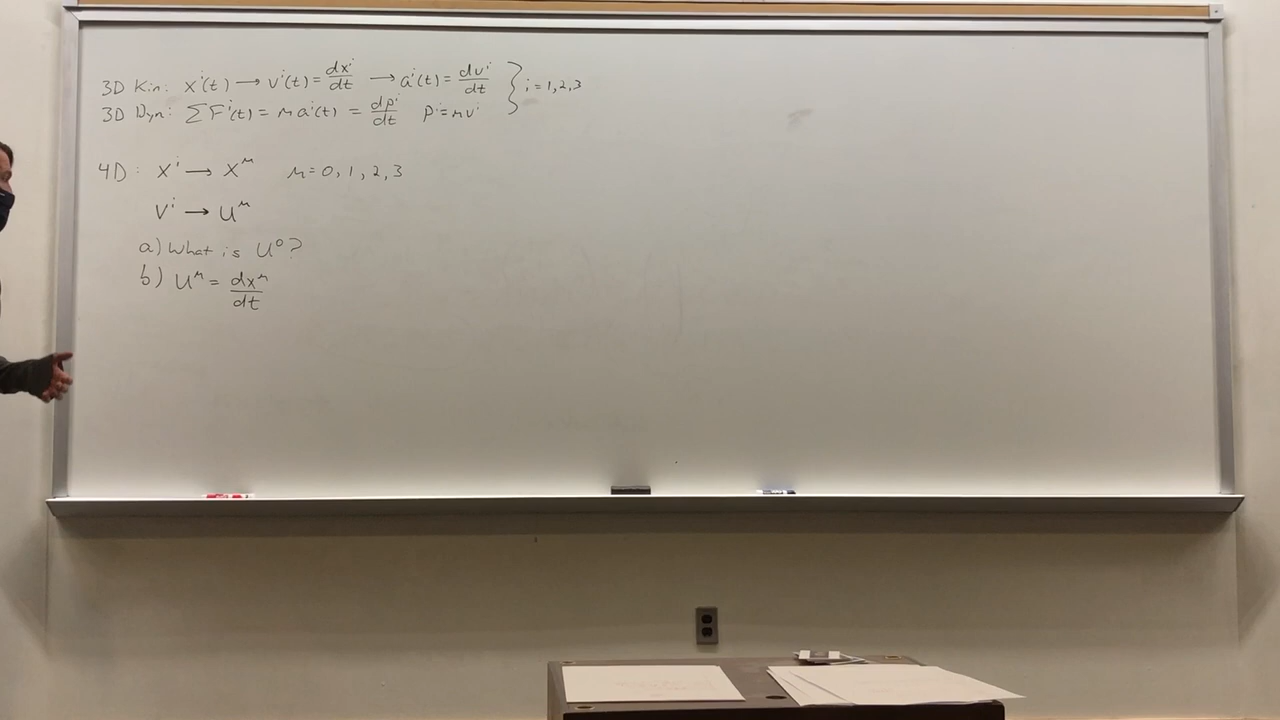 3D Kin: xⁱ(t) → vⁱ(t) = dxⁱ/dt → aⁱ(t) = dvⁱ/dt } i = 1, 2, 3
3D Dyn: ∑ Fⁱ(t) = m aⁱ(t) = dpⁱ/dt pⁱ = mvⁱ
4D: xⁱ → x^μ μ = 0, 1, 2, 3
vⁱ → u^μ
a) What is u⁰?
b) u^μ = dx^μ/dt